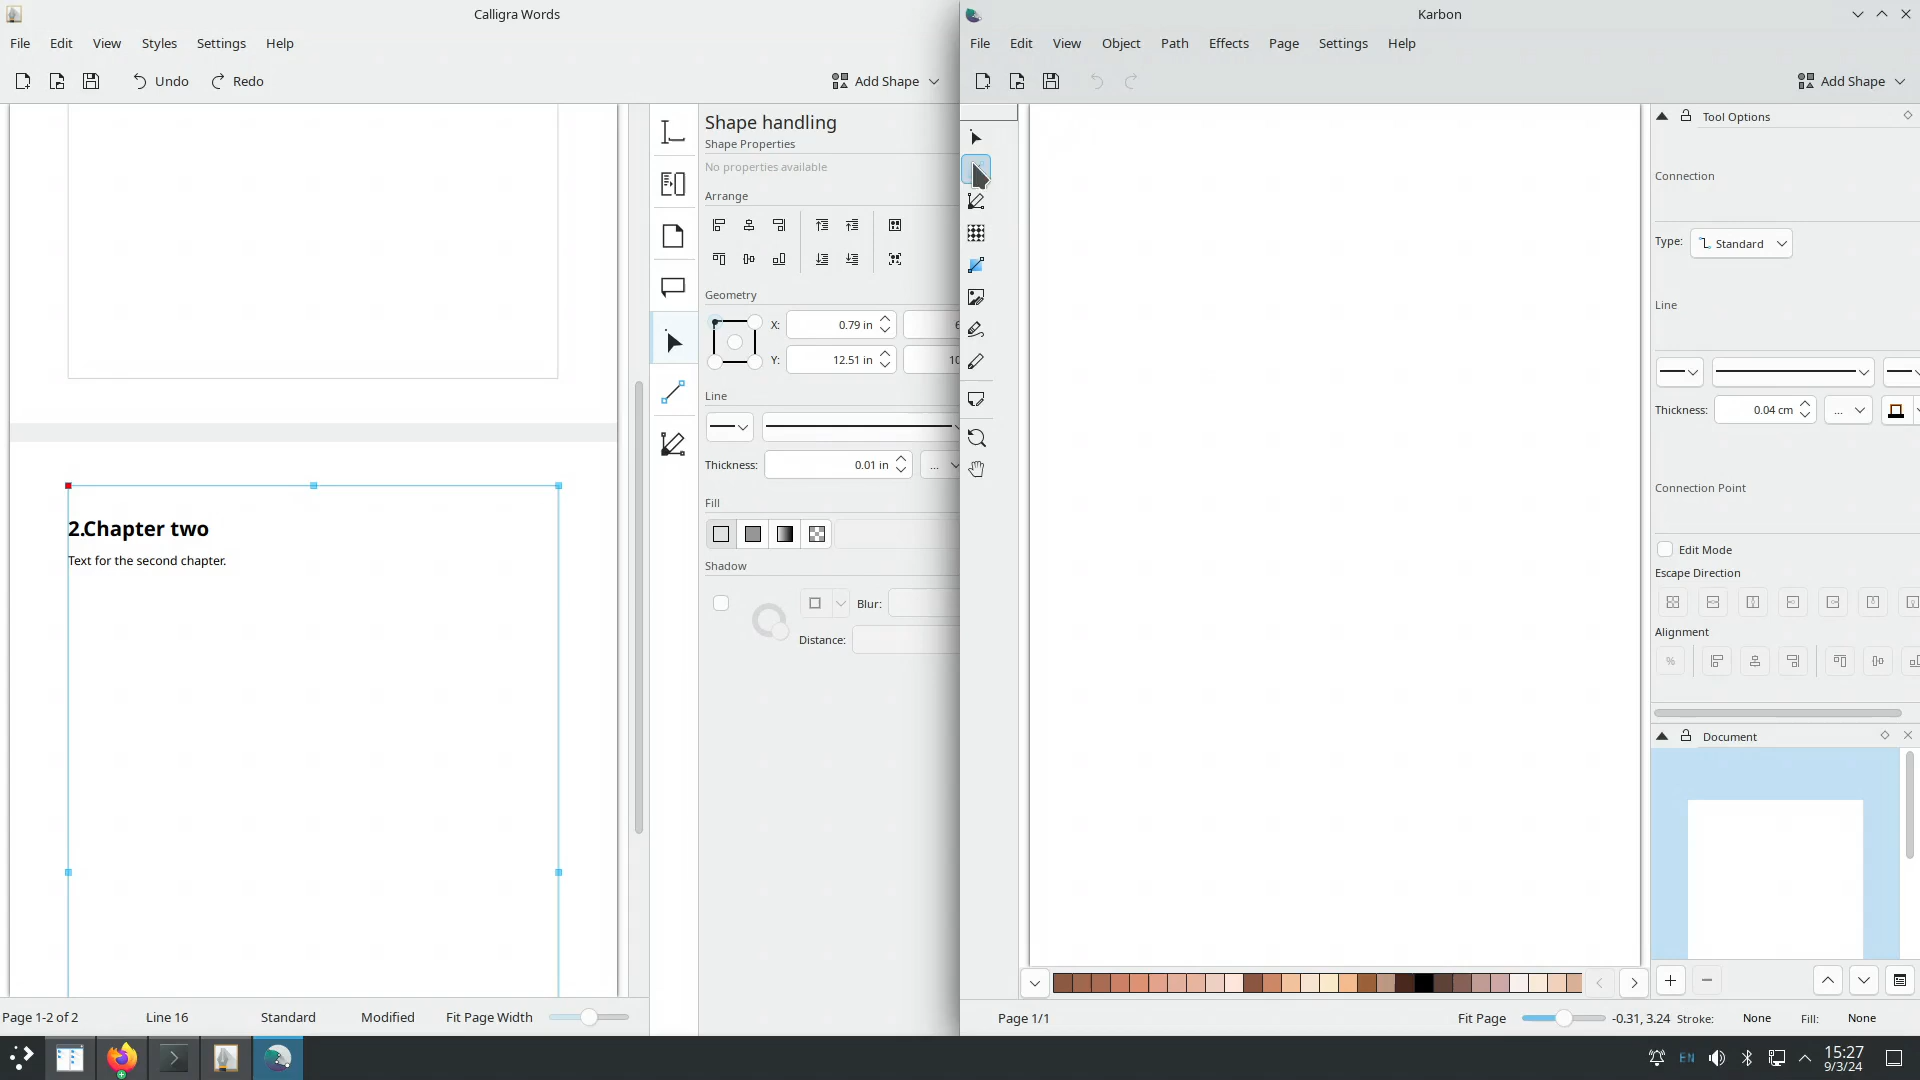 Calligra Words
File Edit View Styles Settings Help
Undo Redo Add Shape
2.Chapter two
Text for the second chapter.
Shape handling
Shape Properties
No properties available
Arrange
Geometry
X: 0.79 in
Y: 12.51 in
Line
Thickness: 0.01 in ...
Fill
Shadow
Blur:
Distance:
Page 1-2 of 2 Line 16 Standard Modified Fit Page Width
Karbon
File Edit View Object Path Effects Page Settings Help
Add Shape
Tool Options
Connection
Type: Standard
Line
Thickness: 0.04 cm ...
Connection Point
Edit Mode
Escape Direction
Alignment
%
Document
Page 1/1 Fit Page -0.31, 3.24 Stroke: None Fill: None
EN
15:27
9/3/24